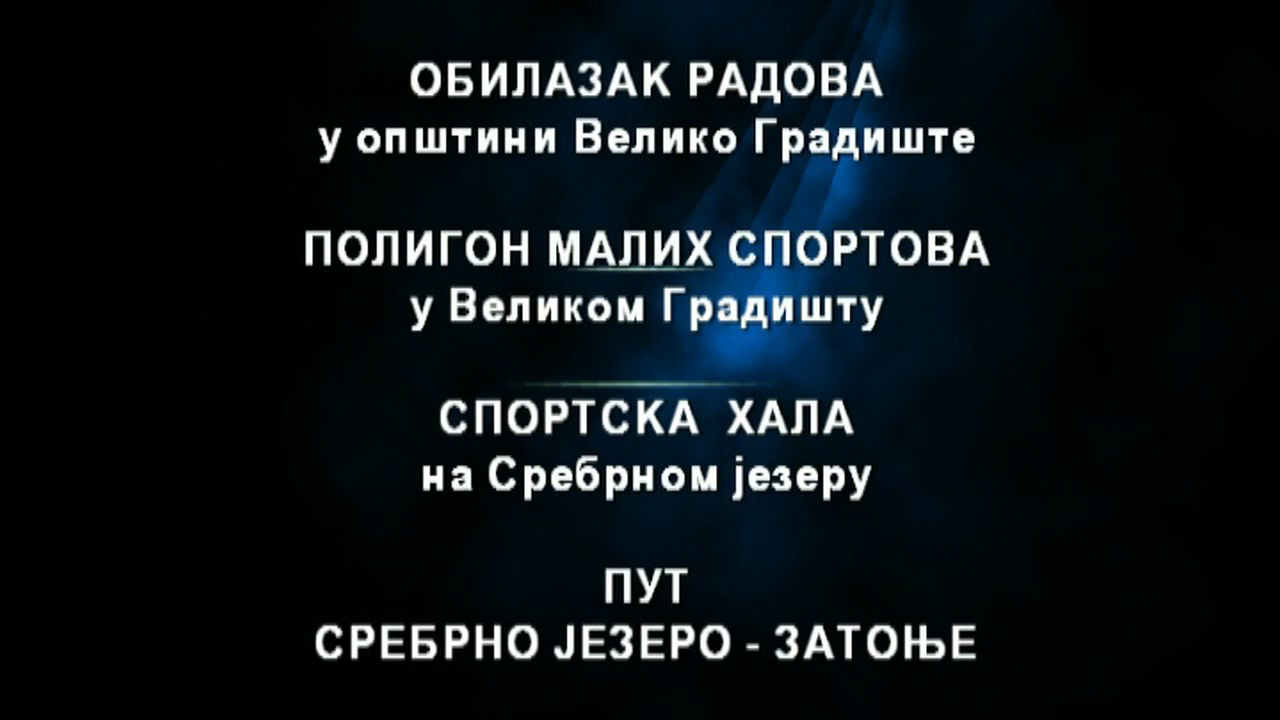 ОБИЛАЗАК РАДОВА
у општини Велико Градиште
ПОЛИГОН МАЛИХ СПОРТОВА
у Великом Градишту
СПОРТСКА ХАЛА
на Сребрном језеру
ПУТ
СРЕБРНО ЈЕЗЕРО - ЗАТОЊЕ